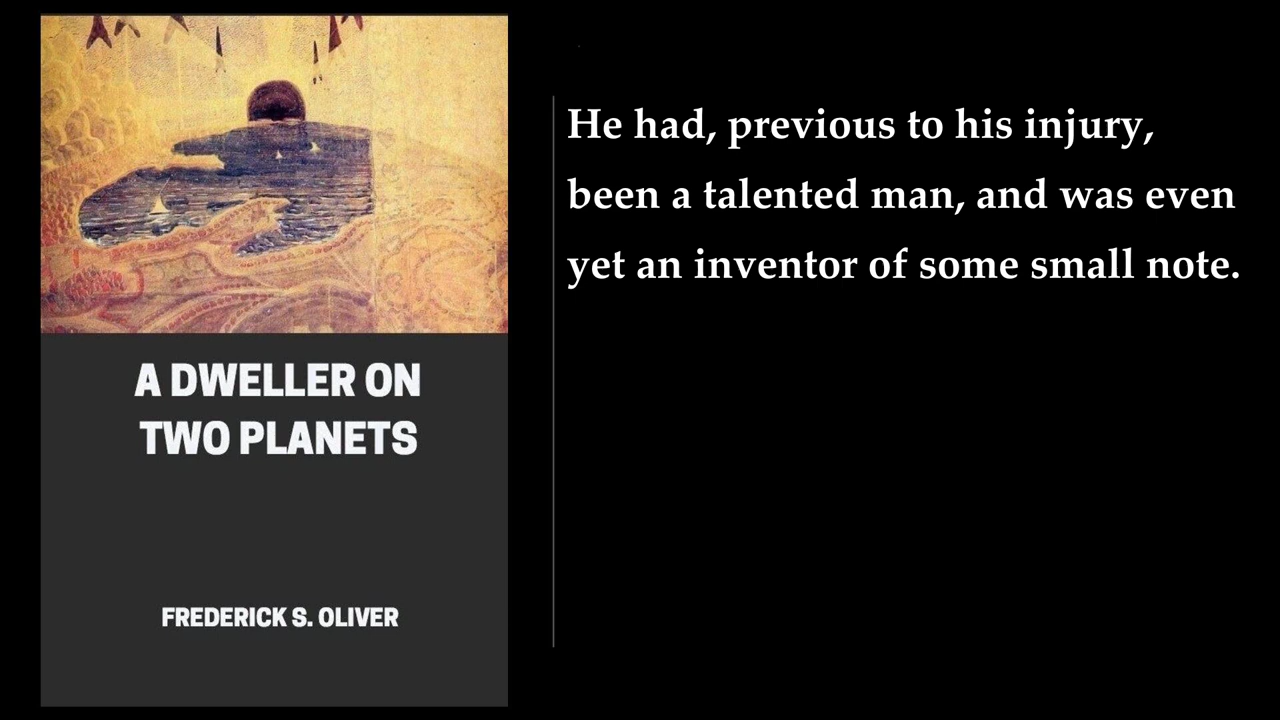 A DWELLER ON
TWO PLANETS
FREDERICK S. OLIVER
He had, previous to his injury,
been a talented man, and was even
yet an inventor of some small note.